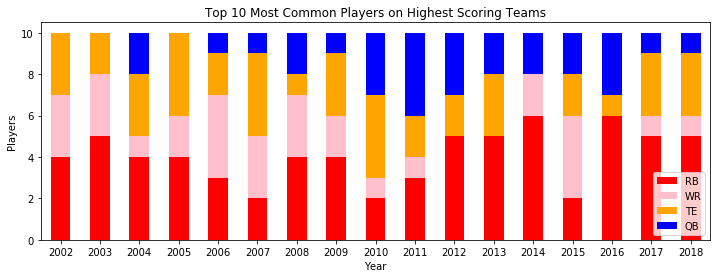 Top 10 Most Common Players on Highest Scoring Teams
Players
10
8
6
4
2
0
RB
WR
TE
QB
2002 2003 2004 2005 2006 2007 2008 2009 2010 2011 2012 2013 2014 2015 2016 2017 2018
Year